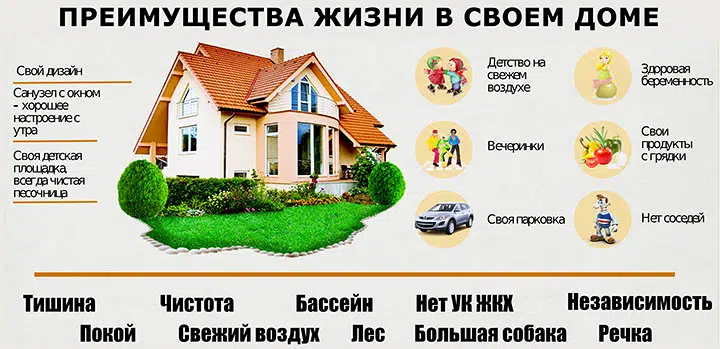 ПРЕИМУЩЕСТВА ЖИЗНИ В СВОЕМ ДОМЕ
Свой дизайн
Санузел с окном
- хорошее
настроение с
утра
Своя детская
площадка,
всегда чистая
песочница
Детство на
свежем
воздухе
Вечеринки
Своя парковка
Здоровая
беременность
Свои
продукты
с грядки
Нет соседей
Тишина Чистота Бассейн Нет УК ЖКХ Независимость
Покой Свежий воздух Лес Большая собака Речка